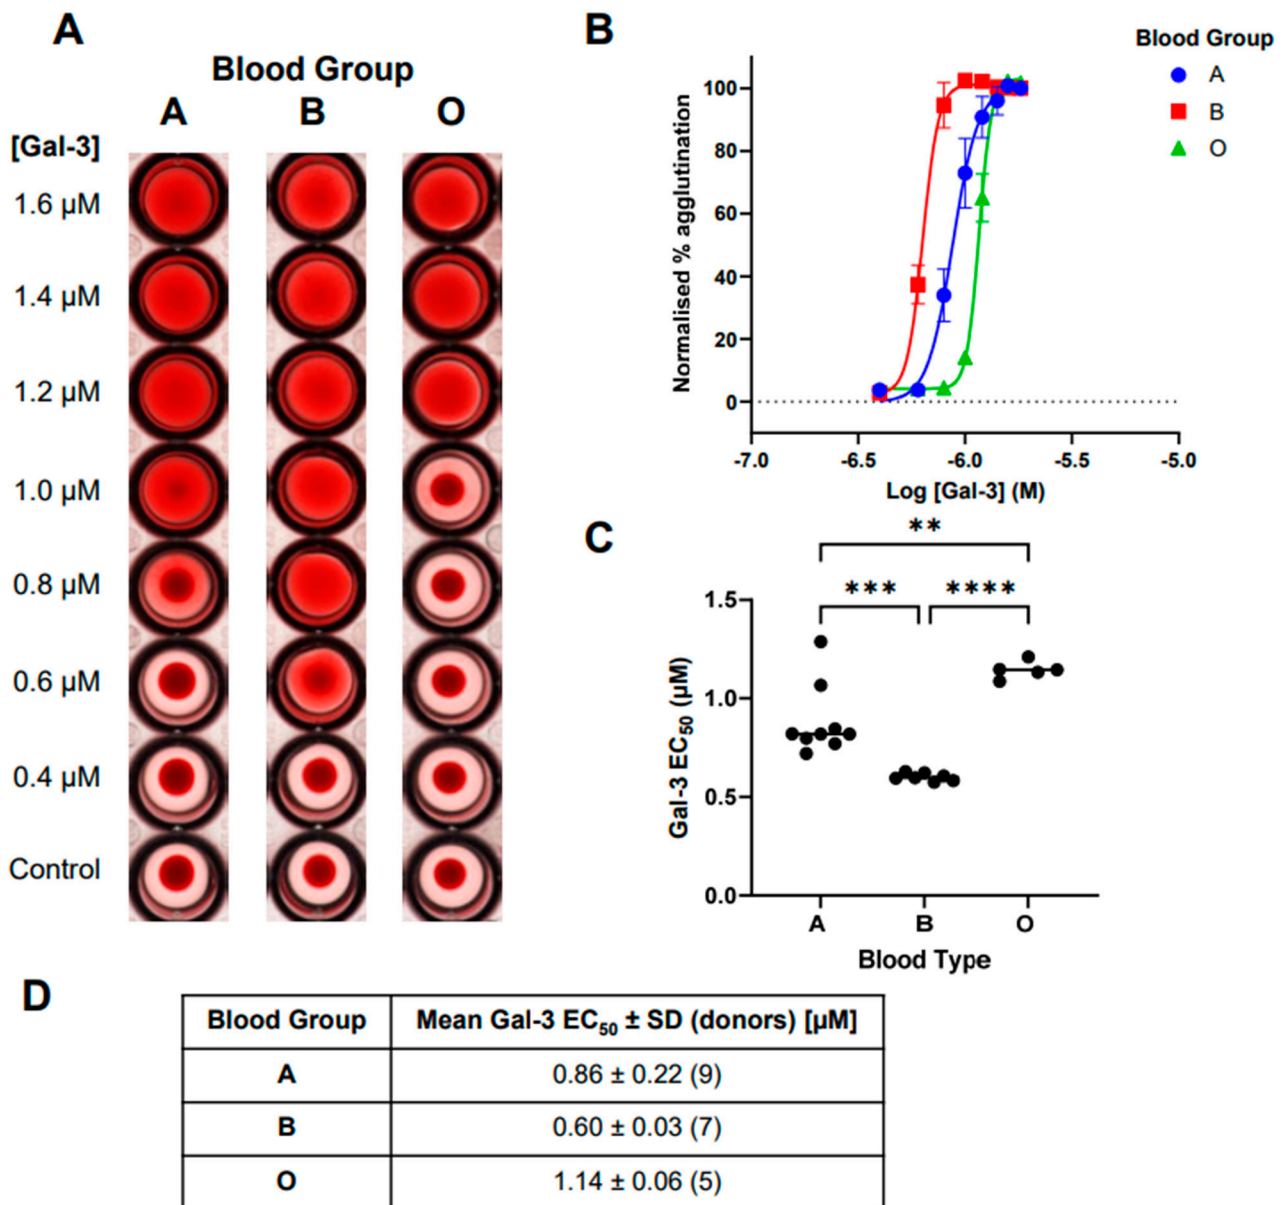 A
Blood Group
A B O
[Gal-3]
1.6 µM
1.4 µM
1.2 µM
1.0 µM
0.8 µM
0.6 µM
0.4 µM
Control
B
Blood Group
A
B
O
Normalised % agglutination
100
80
60
40
20
0
-7.0 -6.5 -6.0 -5.5 -5.0
Log [Gal-3] (M)
C
**
*** ****
Gal-3 EC50 (µM)
1.5
1.0
0.5
0.0
A B O
Blood Type
D
Blood Group Mean Gal-3 EC50 ± SD (donors) [µM]
A 0.86 ± 0.22 (9)
B 0.60 ± 0.03 (7)
O 1.14 ± 0.06 (5)